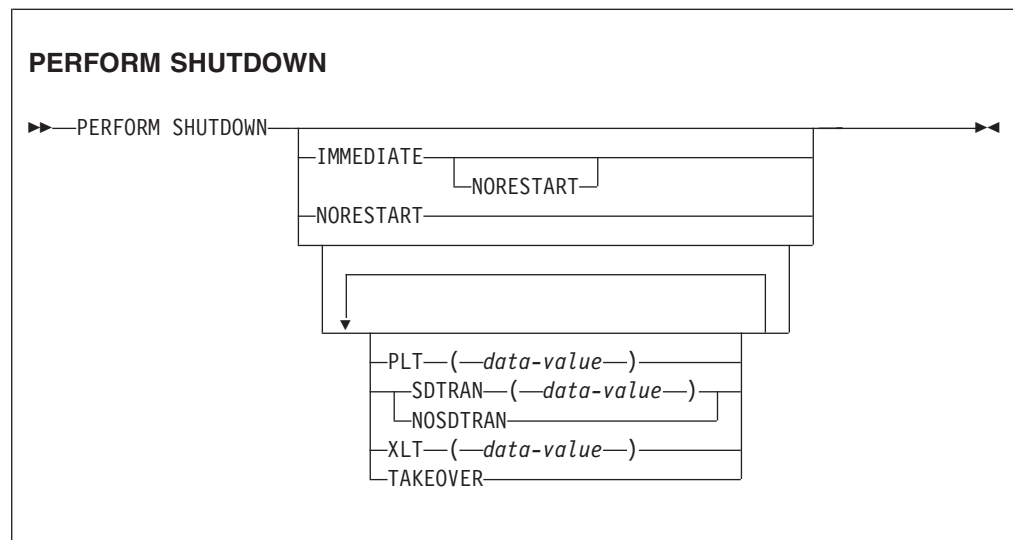 PERFORM SHUTDOWN
PERFORM SHUTDOWN
IMMEDIATE
NORESTART
NORESTART
PLT ( data-value )
SDTRAN ( data-value )
NOSDTRAN
XLT ( data-value )
TAKEOVER